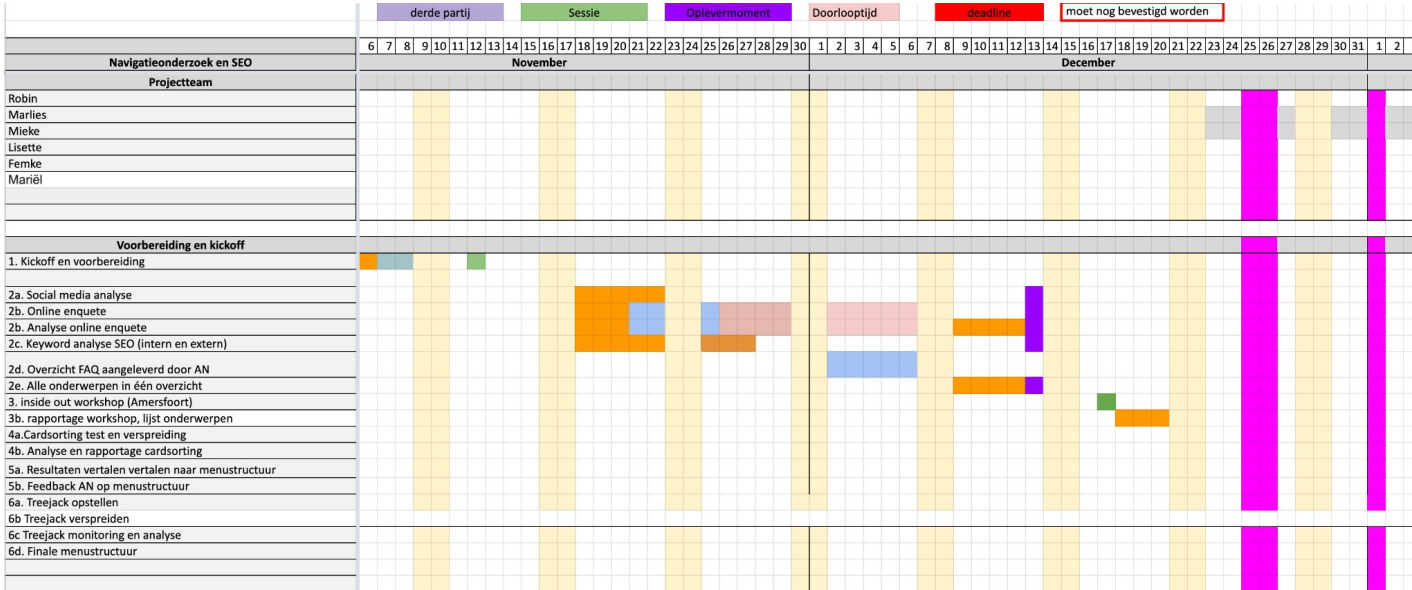 derde partij Sessie Oplevermoment Doorlooptijd deadline moet nog bevestigd worden
6 7 8 9 10 11 12 13 14 15 16 17 18 19 20 21 22 23 24 25 26 27 28 29 30 1 2 3 4 5 6 7 8 9 10 11 12 13 14 15 16 17 18 19 20 21 22 23 24 25 26 27 28 29 30 31 1 2
Navigatieonderzoek en SEO November December
Projectteam
Robin
Marlies
Mieke
Lisette
Femke
Mariël
Voorbereiding en kickoff
1. Kickoff en voorbereiding
2a. Social media analyse
2b. Online enquete
2b. Analyse online enquete
2c. Keyword analyse SEO (intern en extern)
2d. Overzicht FAQ aangeleverd door AN
2e. Alle onderwerpen in één overzicht
3. inside out workshop (Amersfoort)
3b. rapportage workshop, lijst onderwerpen
4a.Cardsorting test en verspreiding
4b. Analyse en rapportage cardsorting
5a. Resultaten vertalen vertalen naar menustructuur
5b. Feedback AN op menustructuur
6a. Treejack opstellen
6b Treejack verspreiden
6c Treejack monitoring en analyse
6d. Finale menustructuur